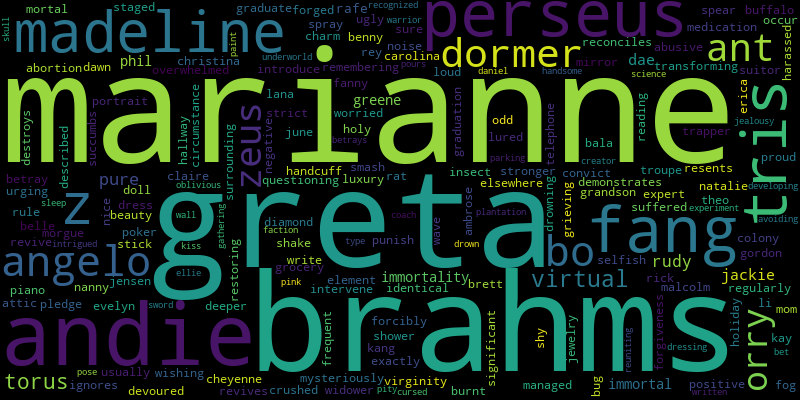 mortal staged graduate forged rafe recognized ugly warrior spear buffalo
skull madeline spray perseus medication occur
charm benny sure
abortion dawn phil christina paint rey carolina dormer reconciles ant harassed
overwhelmed noise mirror abusive
underworld introduce remembering loud dae transforming suitor
pours daniel handsome science
marianne
destroys described succumbs portrait hallway circumstance lana fanny greene graduation odd erica tris
strict worried lured trapper jealousy
zeus negative june holy telephone reading
betrays parking bala creator proud
betray pure claire surrounding handcuff smash insect stronger convict troupe resents
questioning luxury rat elsewhere demonstrates natalie developing
urging sleep doll oblivious greta grandson expert theo avoiding
z dress wall diamond coach wave ambrose drowning grieving suffered experiment
rule nice beauty gathering plantation fang colony
belle morgue poker kiss faction shake type punish drown bo selfish gordon
revive intrigued stick restoring write grocery immortality rudy
angelo jensen ellie element brett virtual jackie
piano nanny pink intervene identical rick malcolm regularly
attic pledge evelyn sword deeper brahms shy jewelry forgiveness holiday li mom
andie frequent forcibly significant reuniting orry kay
shower dressing bet
kang
torus pose usually wishing mysteriously exactly bug positive
ignores cheyenne virginity managed immortal fog
devoured revives crushed widower pity cursed burnt written